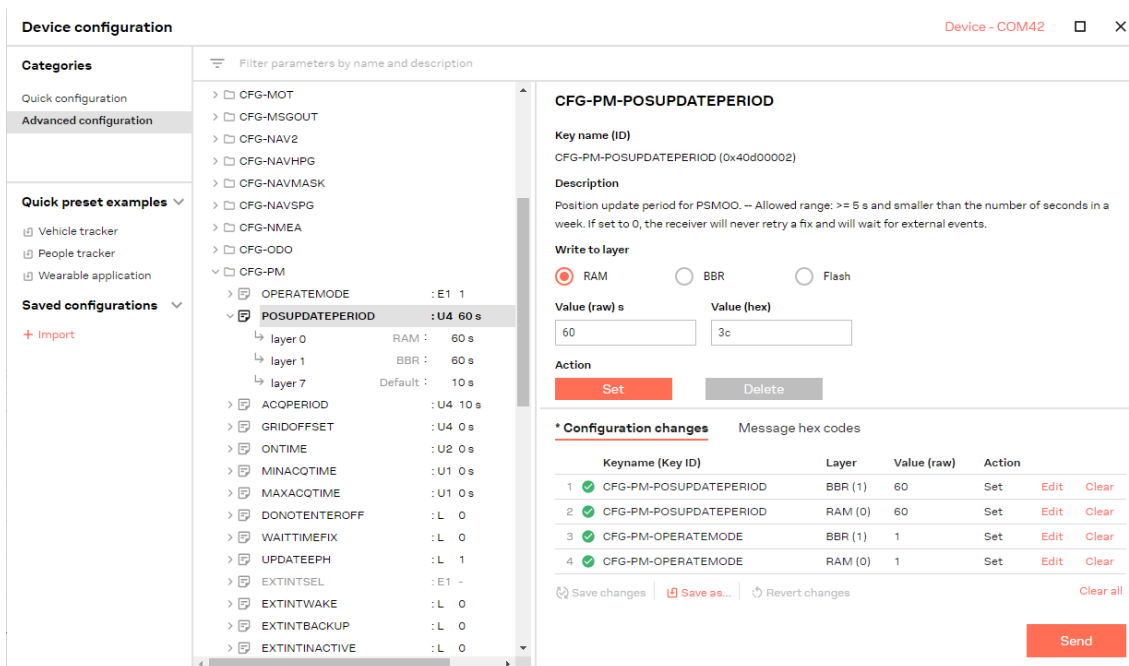 Device configuration
Device - COM42
Categories
Quick configuration
Advanced configuration
Quick preset examples
Vehicle tracker
People tracker
Wearable application
Saved configurations
+ Import
Filter parameters by name and description
CFG-MOT
CFG-MSGOUT
CFG-NAV2
CFG-NAVHPG
CFG-NAVMASK
CFG-NAVSPG
CFG-NMEA
CFG-ODO
CFG-PM
OPERATEMODE : E1 1
POSUPDATEPERIOD : U4 60 s
layer 0 RAM : 60 s
layer 1 BBR : 60 s
layer 7 Default : 10 s
ACQPERIOD : U4 10 s
GRIDOFFSET : U4 0 s
ONTIME : U2 0 s
MINACQTIME : U1 0 s
MAXACQTIME : U1 0 s
DONOTENTEROFF : L 0
WAITTIMEFIX : L 0
UPDATEEPH : L 1
EXTINTSEL : E1 -
EXTINTWAKE : L 0
EXTINTBACKUP : L 0
EXTINTINACTIVE : L 0
CFG-PM-POSUPDATEPERIOD
Key name (ID)
CFG-PM-POSUPDATEPERIOD (0x40d00002)
Description
Position update period for PSMOO. -- Allowed range: >= 5 s and smaller than the number of seconds in a
week. If set to 0, the receiver will never retry a fix and will wait for external events.
Write to layer
RAM BBR Flash
Value (raw) s Value (hex)
60 3c
Action
Set Delete
* Configuration changes Message hex codes
Keyname (Key ID) Layer Value (raw) Action
1 CFG-PM-POSUPDATEPERIOD BBR (1) 60 Set Edit Clear
2 CFG-PM-POSUPDATEPERIOD RAM (0) 60 Set Edit Clear
3 CFG-PM-OPERATEMODE BBR (1) 1 Set Edit Clear
4 CFG-PM-OPERATEMODE RAM (0) 1 Set Edit Clear
Save changes Save as... Revert changes Clear all
Send